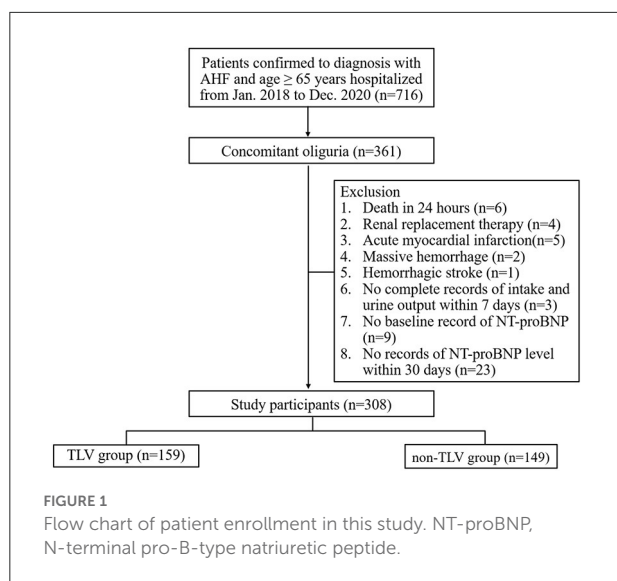 Patients confirmed to diagnosis with
AHF and age ≥ 65 years hospitalized
from Jan. 2018 to Dec. 2020 (n=716)
Concomitant oliguria (n=361)
Exclusion
1. Death in 24 hours (n=6)
2. Renal replacement therapy (n=4)
3. Acute myocardial infarction(n=5)
4. Massive hemorrhage (n=2)
5. Hemorrhagic stroke (n=1)
6. No complete records of intake and
urine output within 7 days (n=3)
7. No baseline record of NT-proBNP
(n=9)
8. No records of NT-proBNP level
within 30 days (n=23)
Study participants (n=308)
TLV group (n=159)
non-TLV group (n=149)
FIGURE 1
Flow chart of patient enrollment in this study. NT-proBNP,
N-terminal pro-B-type natriuretic peptide.